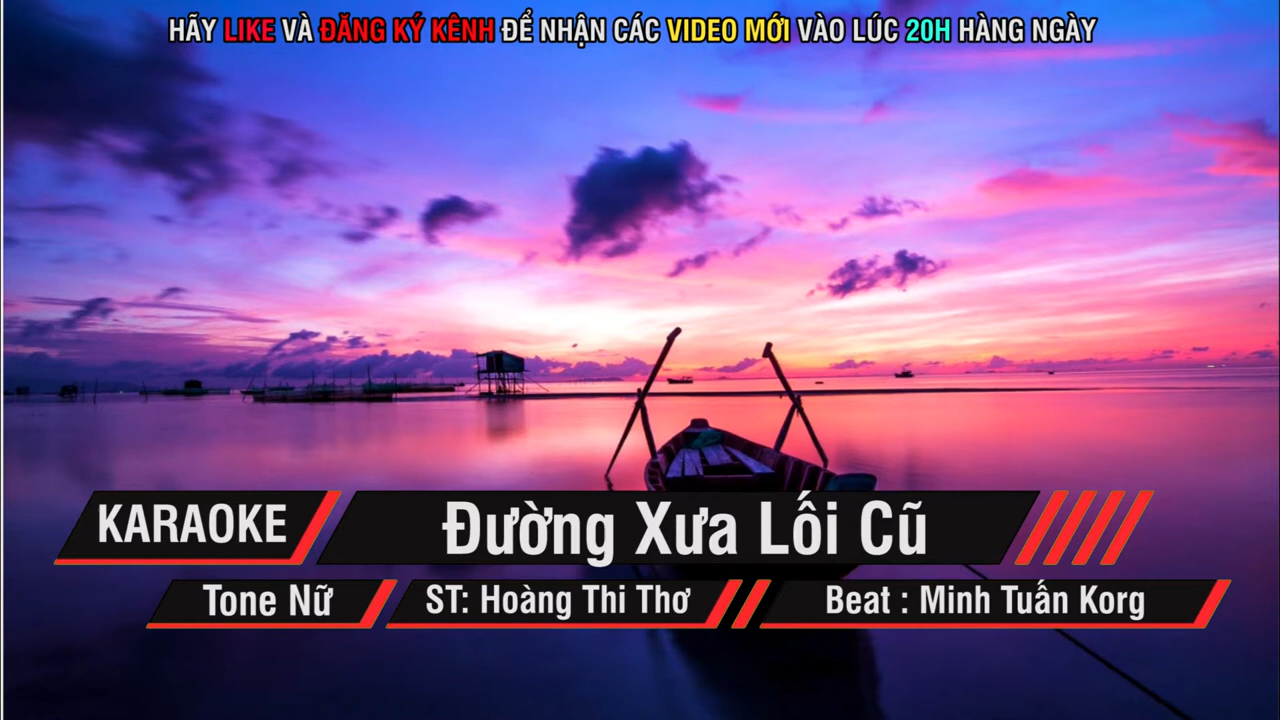 HÃY LIKE VÀ ĐĂNG KÝ KÊNH ĐỂ NHẬN CÁC VIDEO MỚI VÀO LÚC 20H HÀNG NGÀY
KARAOKE
Đường Xưa Lối Cũ
Tone Nữ
ST: Hoàng Thi Thơ
Beat : Minh Tuấn Korg